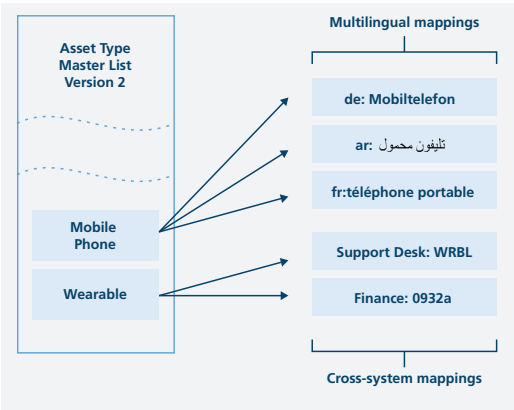 Asset Type
Master List
Version 2
Mobile
Phone
Wearable
Multilingual mappings
de: Mobiltelefon
ar: تليفون محمول
fr:téléphone portable
Support Desk: WRBL
Finance: 0932a
Cross-system mappings